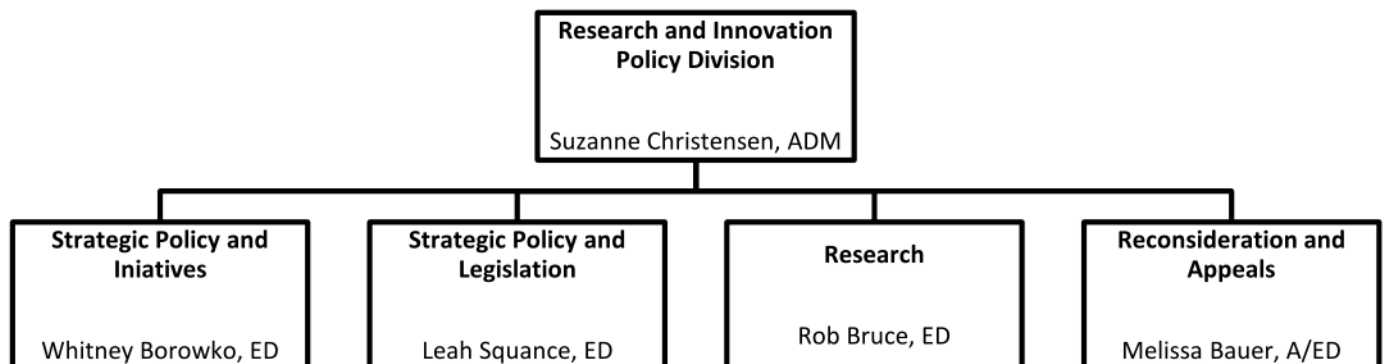 Research and Innovation
Policy Division
Suzanne Christensen, ADM
Strategic Policy and
Iniatives
Whitney Borowko, ED
Strategic Policy and
Legislation
Leah Squance, ED
Research
Rob Bruce, ED
Reconsideration and
Appeals
Melissa Bauer, A/ED